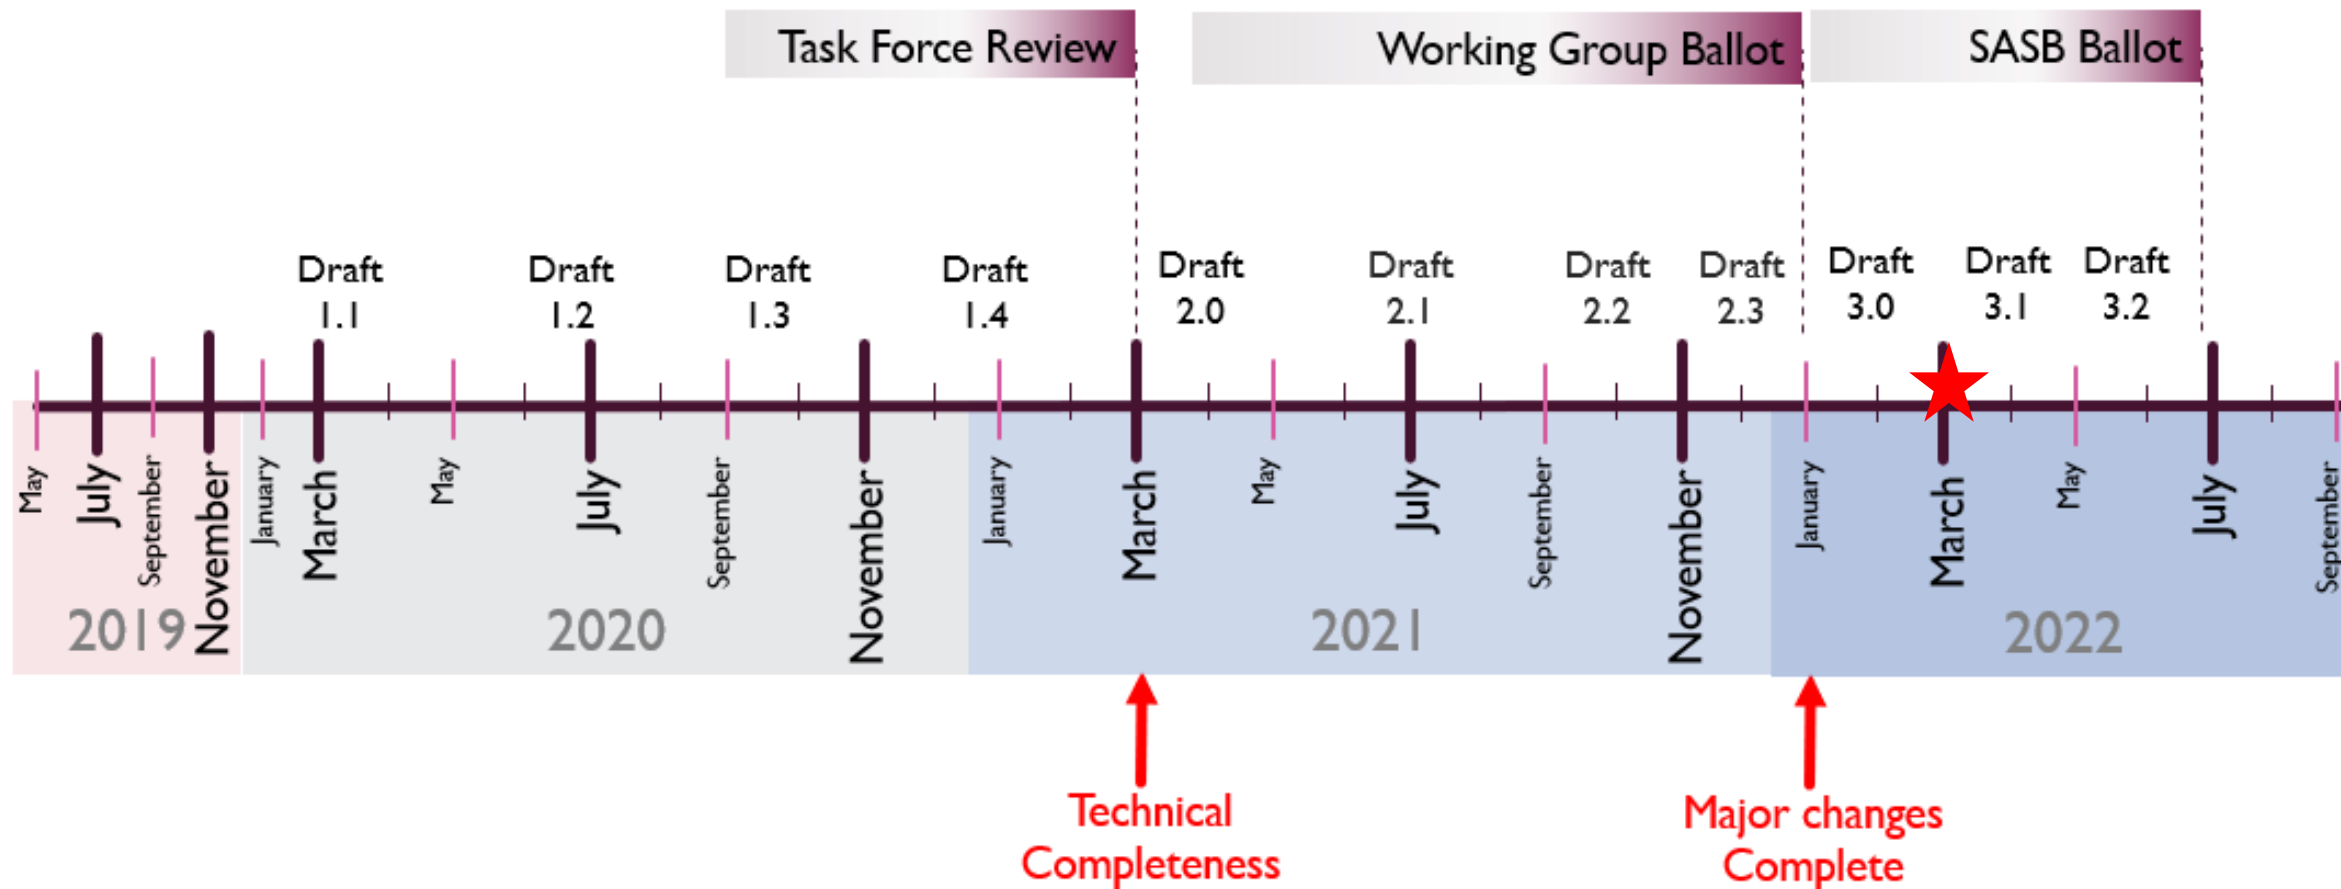 Task Force Review
Working Group Ballot
SASB Ballot
Draft
1.1
Draft
1.2
Draft
1.3
Draft
1.4
Draft
2.0
Draft
2.1
Draft
2.2
Draft
2.3
Draft
3.0
Draft
3.1
Draft
3.2
May
July
September
November
January
March
May
July
September
November
January
March
May
July
September
November
January
March
May
July
September
2019
2020
2021
2022
Technical
Completeness
Major changes
Complete